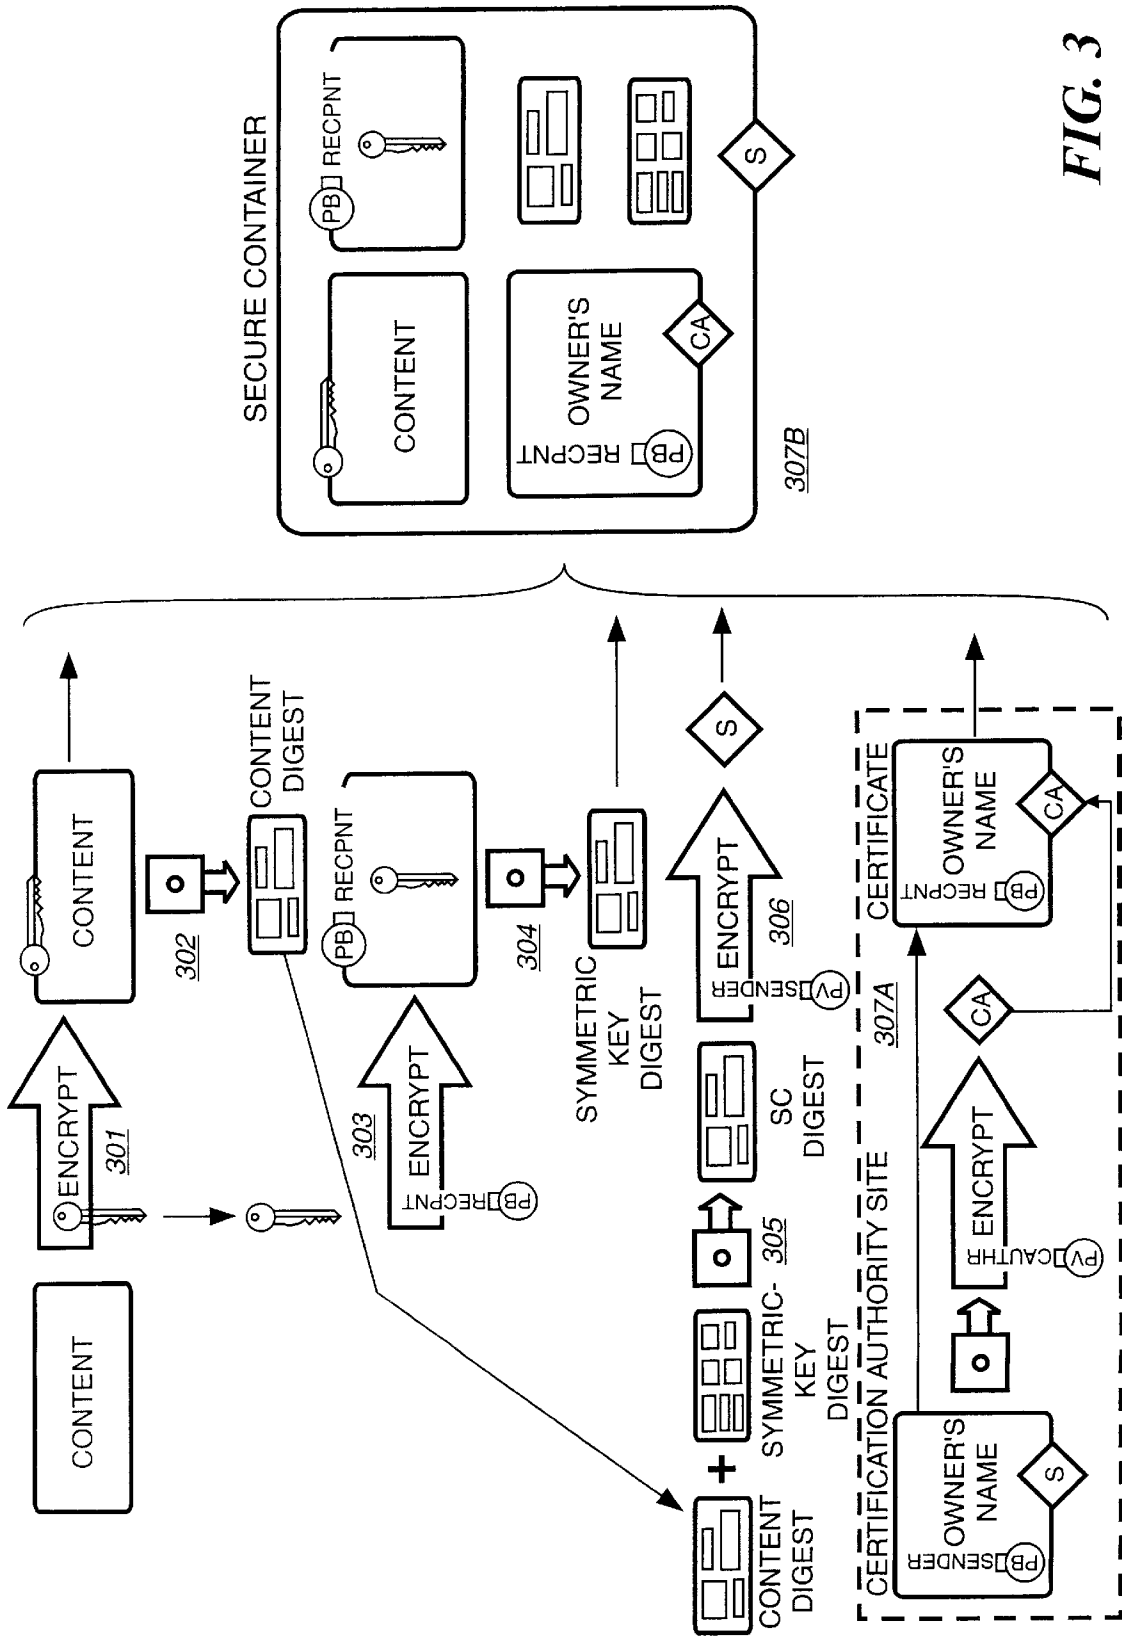 CONTENT
ENCRYPT
301
CONTENT
302
CONTENT
DIGEST
303
ENCRYPT
PB
RECPNT
PB
RECPNT
304
SYMMETRIC
KEY
DIGEST
CONTENT
DIGEST
+
SYMMETRIC-
KEY
DIGEST
305
SC
DIGEST
ENCRYPT
PV
SENDER
306
S
CERTIFICATION AUTHORITY SITE
307A
CERTIFICATE
PB
SENDER
OWNER'S
NAME
S
ENCRYPT
PV
CAUTHR
CA
PB
RECPNT
OWNER'S
NAME
CA
SECURE CONTAINER
CONTENT
PB
RECPNT
PB
RECPNT
OWNER'S
NAME
CA
S
307B
FIG. 3